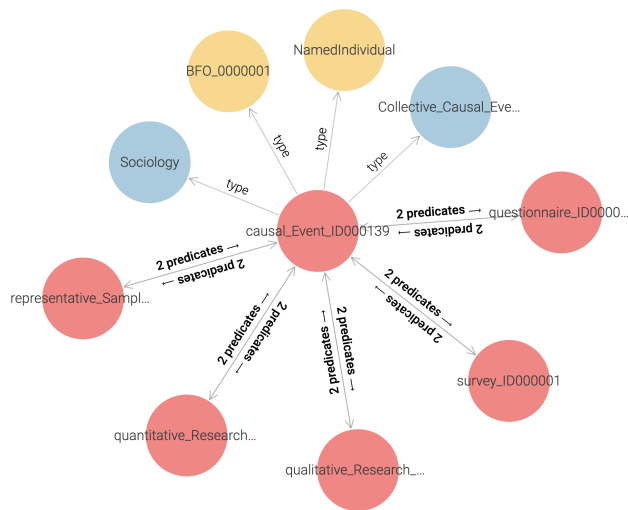 NamedIndividual
BFO_0000001
Collective_Causal_Eve...
Sociology
type
type
type
type
questionnaire_ID0000...
2 predicates →
2 predicates →
causal_Event_ID000139
2 predicates →
2 predicates →
representative_Sampl...
2 predicates →
2 predicates →
2 predicates →
2 predicates →
2 predicates →
2 predicates →
survey_ID000001
quantitative_Research...
qualitative_Research_...